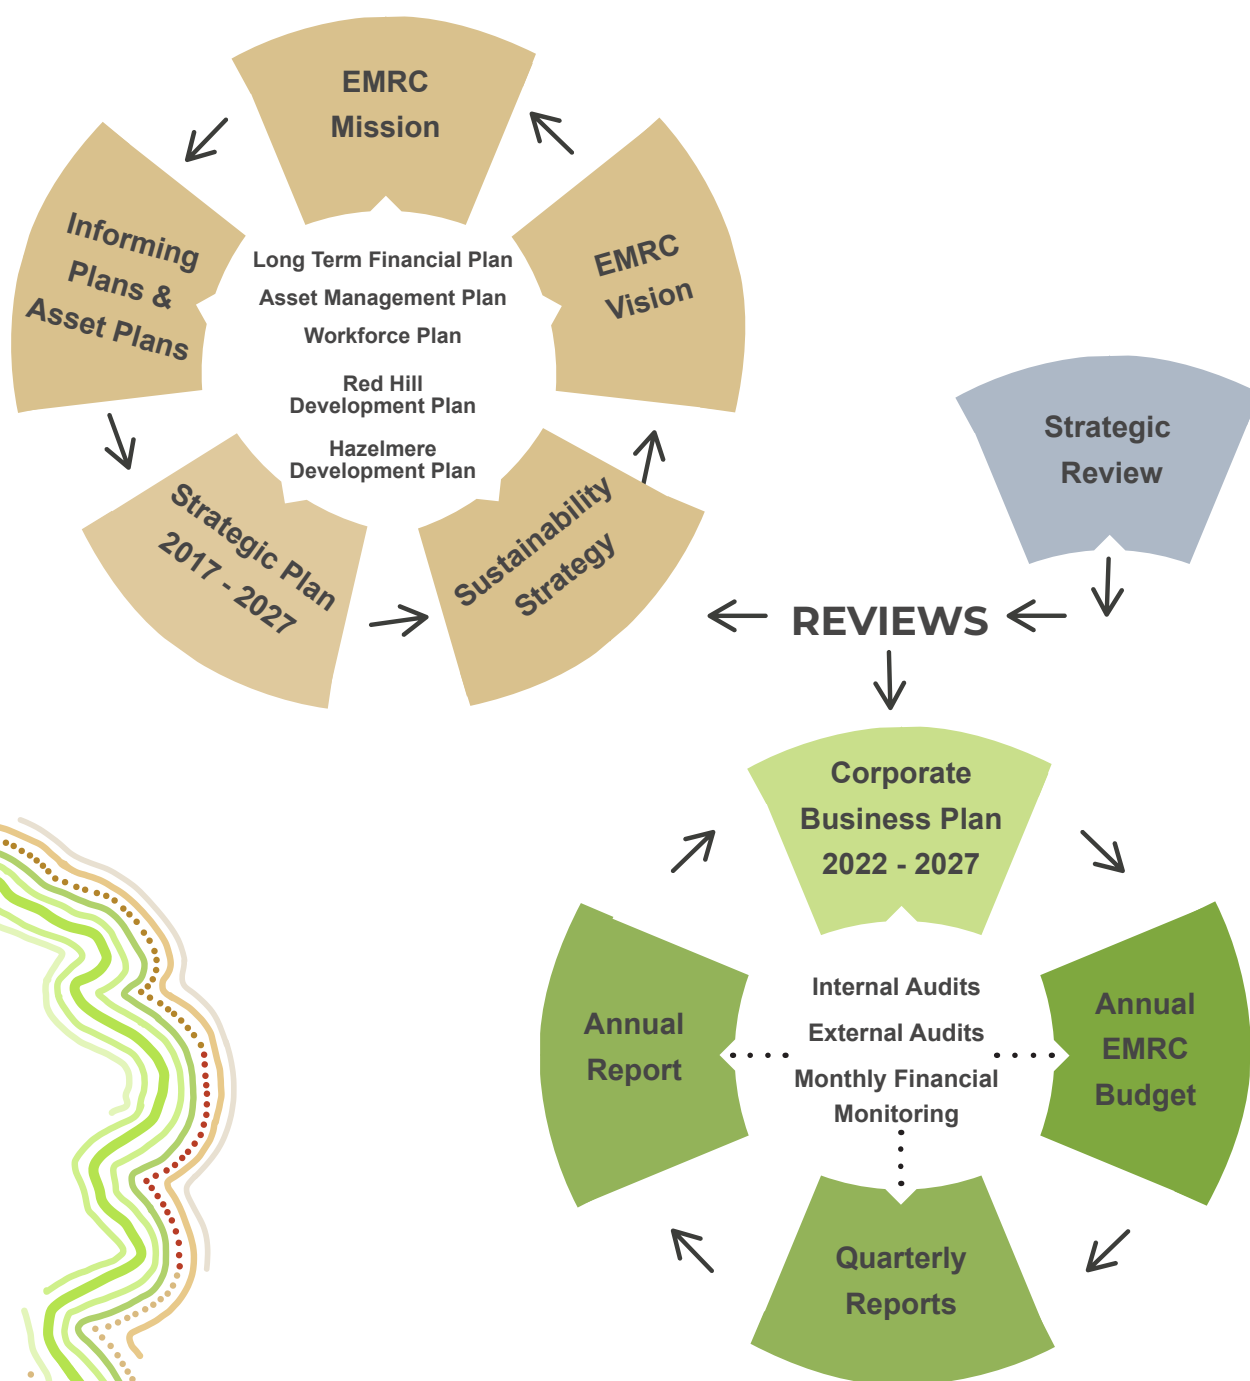 EMRC
Mission
Informing
Plans &
Asset Plans
EMRC
Vision
Long Term Financial Plan
Asset Management Plan
Workforce Plan
Red Hill
Development Plan
Hazelmere
Development Plan
Strategic Plan
2017 - 2027
Sustainability
Strategy
Strategic
Review
REVIEWS
Corporate
Business Plan
2022 - 2027
Annual
Report
Internal Audits
External Audits
Monthly Financial
Monitoring
Annual
EMRC
Budget
Quarterly
Reports